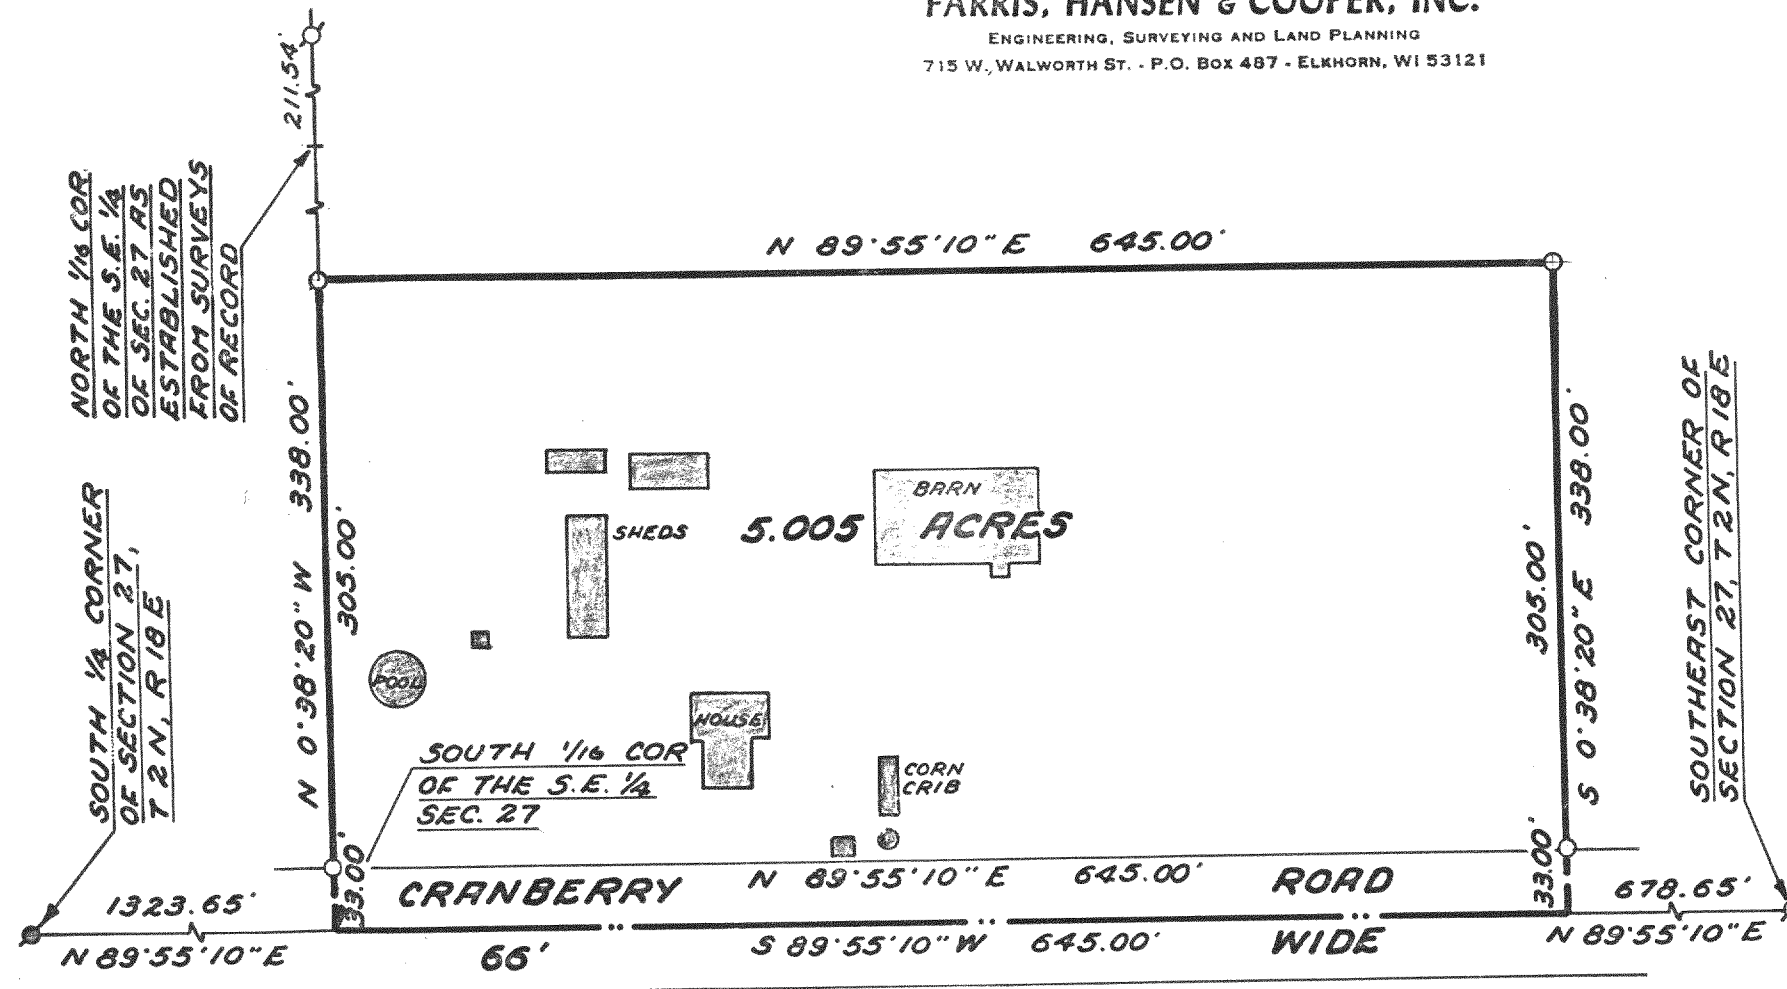 FARRIS, HANSEN & COOPER, INC.
ENGINEERING, SURVEYING AND LAND PLANNING
715 W. WALWORTH ST. - P.O. BOX 487 - ELKHORN, WI 53121
211.54'
NORTH 1/16 COR.
OF THE S.E. 1/4
OF SEC. 27 AS
ESTABLISHED
FROM SURVEYS
OF RECORD
N 89°55'10" E 645.00'
N 0°38'20" W 338.00'
305.00'
SOUTH 1/4 CORNER
OF SECTION 27,
T 2 N, R 18 E
SHEDS
5.005 ACRES
BARN
POOL
HOUSE
SOUTH 1/16 COR
OF THE S.E. 1/4
SEC. 27
CORN
CRIB
305.00'
S 0°38'20" E 338.00'
SOUTHEAST CORNER OF
SECTION 27, T 2 N, R 18 E
33.00'
CRANBERRY ROAD
N 89°55'10" E 645.00'
33.00'
1323.65'
N 89°55'10" E
66' WIDE
S 89°55'10" W 645.00'
678.65'
N 89°55'10" E